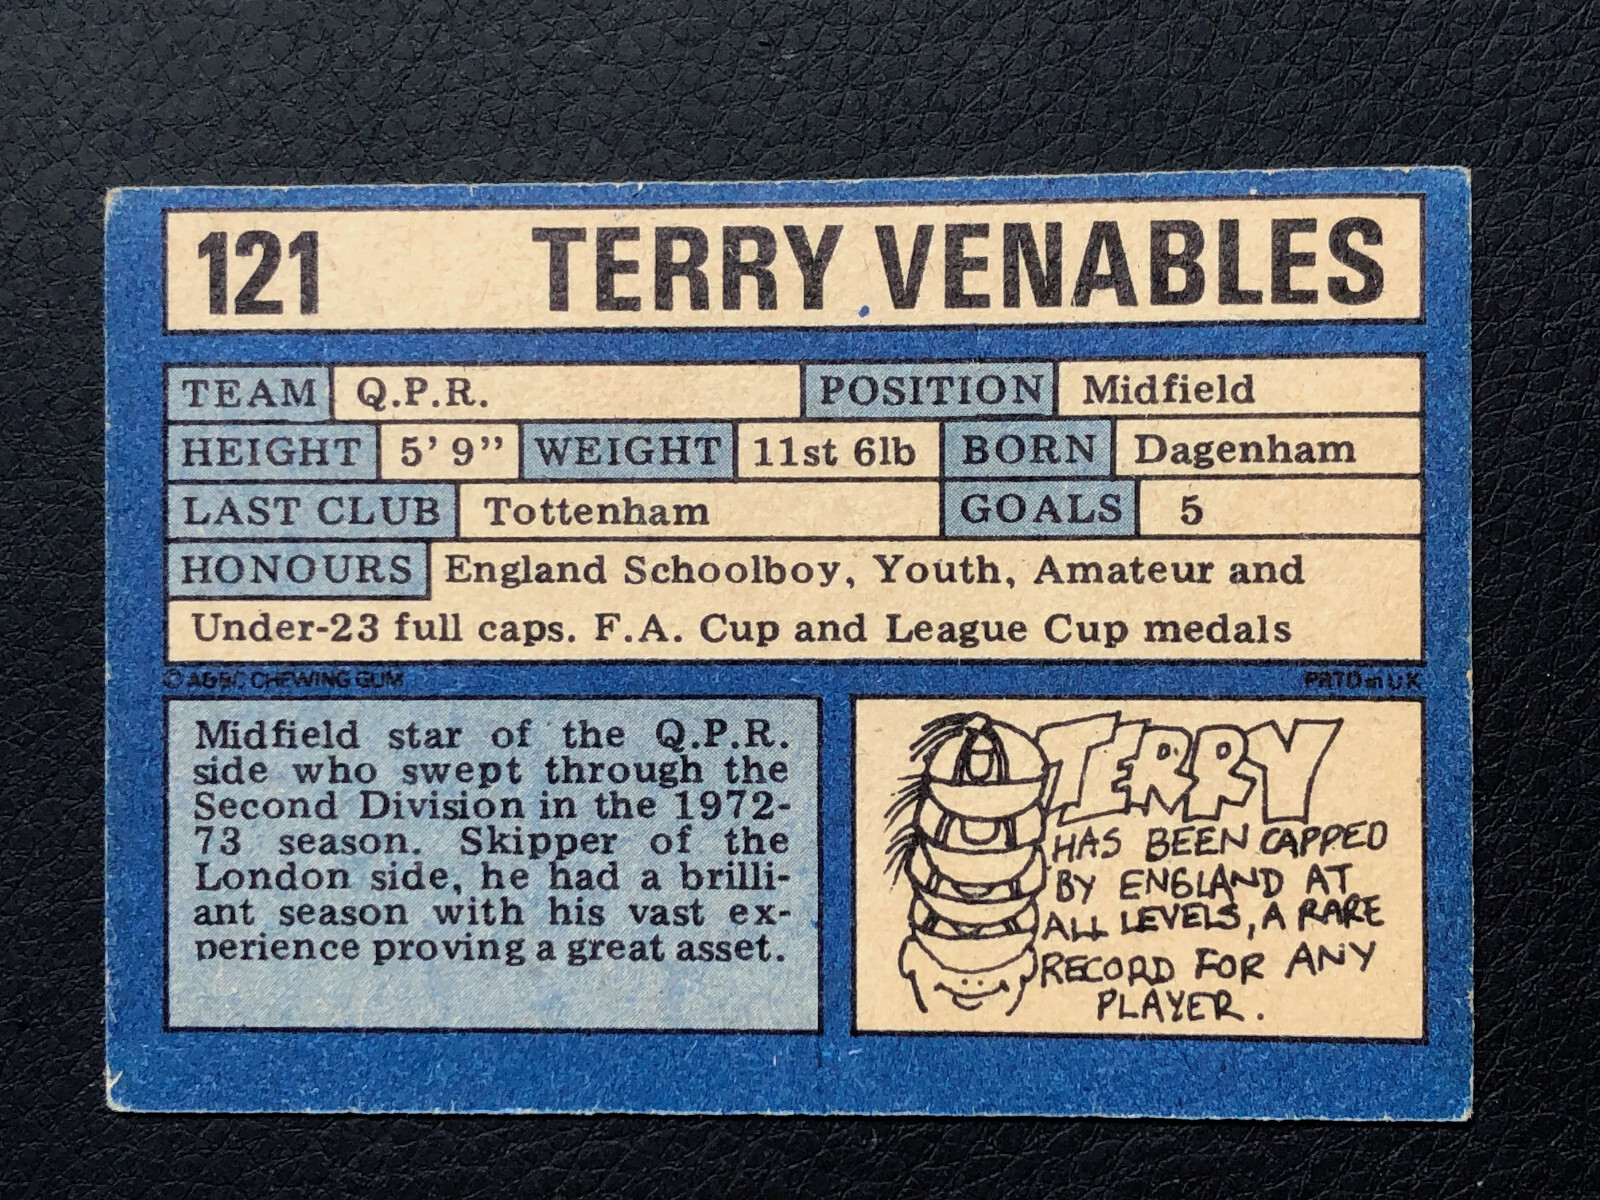 121 TERRY VENABLES
TEAM Q.P.R. POSITION Midfield
HEIGHT 5' 9" WEIGHT 11st 6lb BORN Dagenham
LAST CLUB Tottenham GOALS 5
HONOURS England Schoolboy, Youth, Amateur and
Under-23 full caps. F.A. Cup and League Cup medals
© A&BC CHEWING GUM PRTD in U K
Midfield star of the Q.P.R.
side who swept through the
Second Division in the 1972-
73 season. Skipper of the
London side, he had a brilli-
ant season with his vast ex-
perience proving a great asset.
TERRY
HAS BEEN CAPPED
BY ENGLAND AT
ALL LEVELS, A RARE
RECORD FOR ANY
PLAYER.